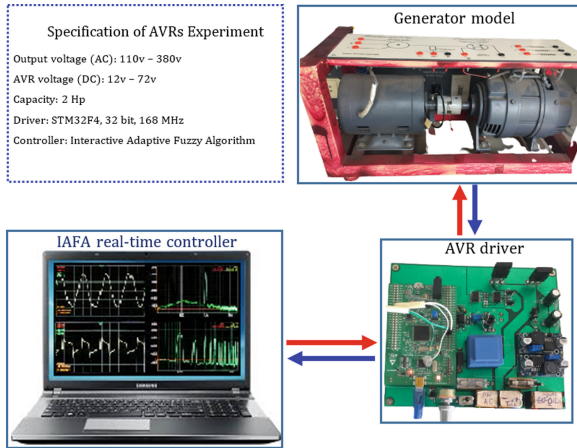 Specification of AVRs Experiment
Output voltage (AC): 110v – 380v
AVR voltage (DC): 12v – 72v
Capacity: 2 Hp
Driver: STM32F4, 32 bit, 168 MHz
Controller: Interactive Adaptive Fuzzy Algorithm
Generator model
IAFA real-time controller
SAMSUNG
AVR driver